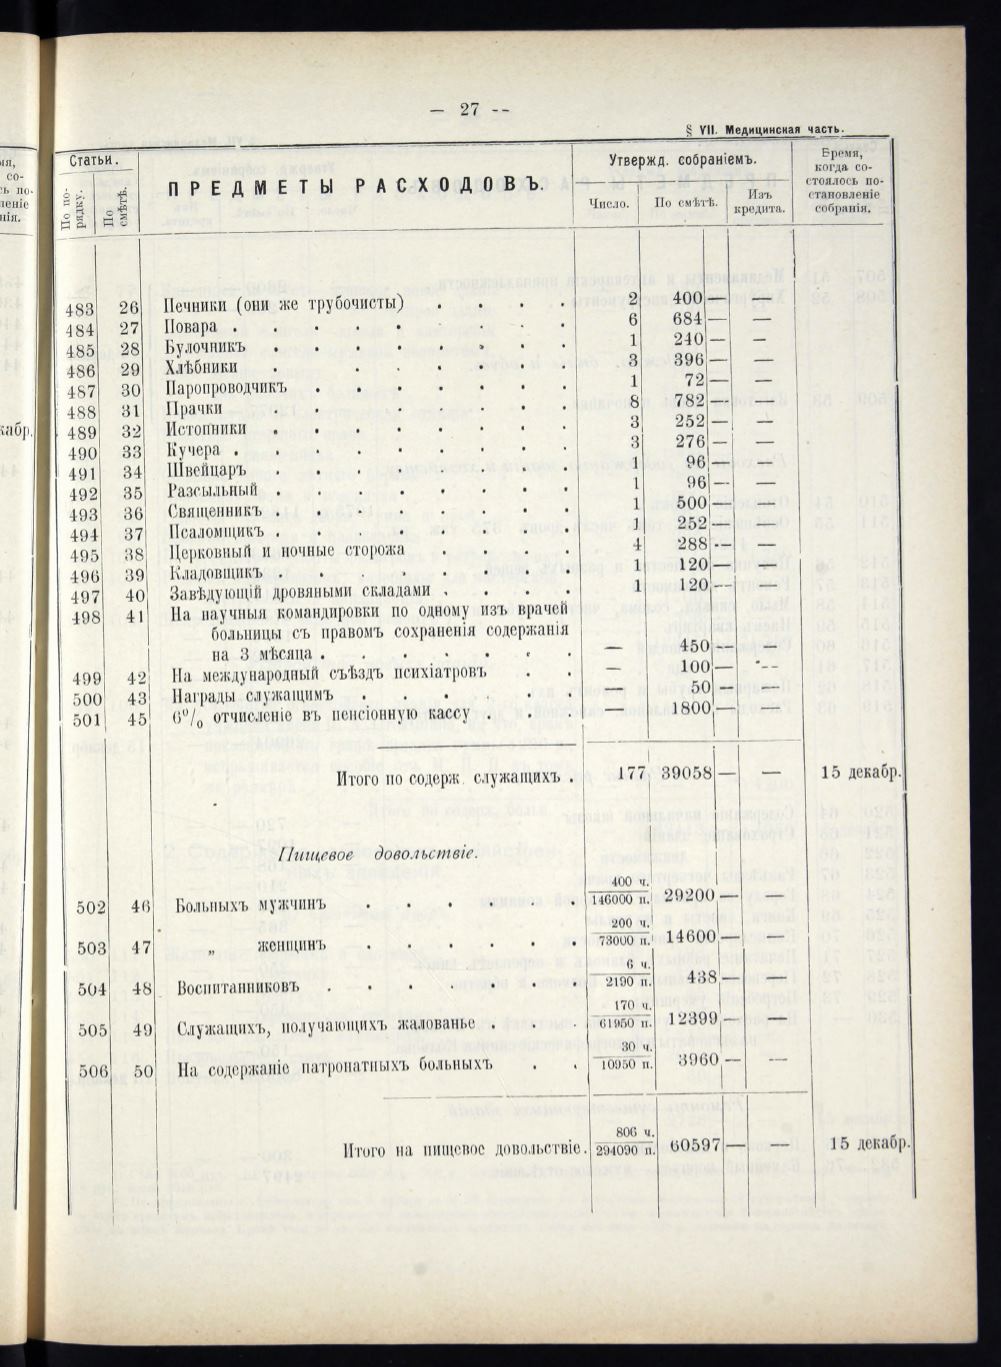 — 27 --
§ VII. Медицинская часть.
Статьи.
По по-
рядку.
По
смѣтѣ.
ПРЕДМЕТЫ РАСХОДОВЪ.
Утвержд. собраніемъ.
Число.
По смѣтѣ.
Изъ
кредита.
Время,
когда со-
стоялось по-
становленіе
собранія.
483 26 Печники (они же трубочисты) . . . . 2 400 — —
484 27 Повара . . . . . . . . 6 684 — —
485 28 Булочникъ . . . . . . . . 1 240 — —
486 29 Хлѣбники . . . . . . . 3 396 — —
487 30 Паропроводчикъ . . . . . . . 1 72 — —
488 31 Прачки . . . . . . . 8 782 — —
489 32 Истопники . . . . . . . . 3 252 — —
490 33 Кучера . . . . . . . . . 3 276 — —
491 34 Швейцаръ . . . . . . . . 1 96 — —
492 35 Разсыльный . . . . . . . . 1 96 — —
493 36 Священникъ . . . . . . . . 1 500 — —
494 37 Псаломщикъ . . . . . . . . 1 252 — —
495 38 Церковный и ночные сторожа . . . . 4 288 — —
496 39 Кладовщикъ . . . . . . . . 1 120 — —
497 40 Завѣдующій дровяными складами . . . . 1 120 — —
498 41 На научныя командировки по одному изъ врачей
больницы съ правомъ сохраненія содержанія
на 3 мѣсяца . . . . . . . — 450 — —
499 42 На международный съѣздъ психіатровъ . . — 100 — —
500 43 Награды служащимъ . . . . . . — 50 — —
501 45 6% отчисленіе въ пенсіонную кассу . . . — 1800 — —
Итого по содерж. служащихъ . 177 39058 — — 15 декабр.
Пищевое довольствіе.
400 ч.
502 46 Больныхъ мужчинъ . . . . . . 146000 п. 29200 — —
200 ч.
503 47 „ женщинъ . . . . . . 73000 п. 14600 — —
6 ч.
504 48 Воспитанниковъ . . . . . . . 2190 п. 438 — —
170 ч.
505 49 Служащихъ, получающихъ жалованье . . . 61950 п. 12399 — —
30 ч.
506 50 На содержаніе патронатныхъ больныхъ . . 10950 п. 3960 — —
806 ч.
Итого на пищевое довольствіе. 294090 п. 60597 — — 15 декабр.